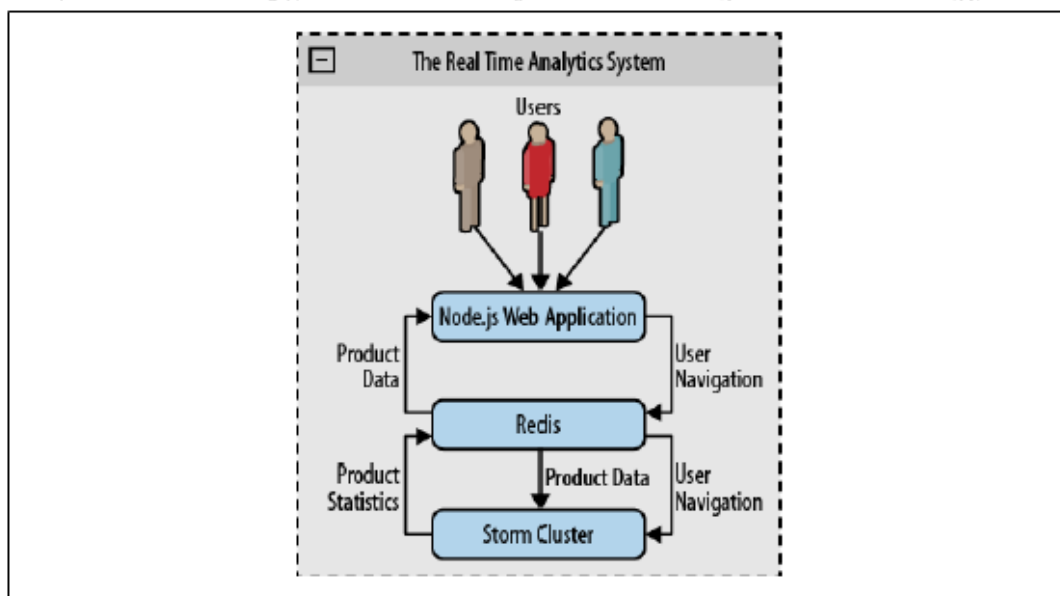 The Real Time Analytics System
Users
Node.js Web Application
Product
Data
User
Navigation
Redis
Product
Statistics
Product Data
User
Navigation
Storm Cluster